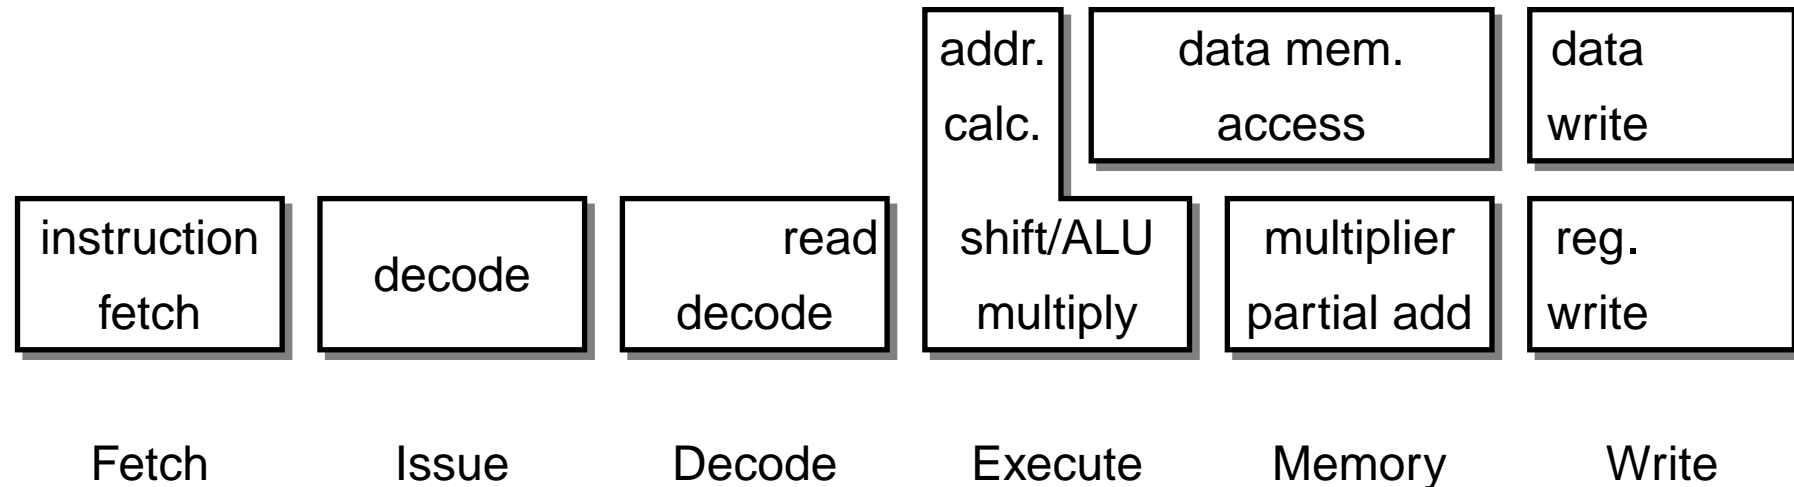 addr.
calc.
data mem.
access
data
write
instruction
fetch
decode
read
decode
shift/ALU
multiply
multiplier
partial add
reg.
write
Fetch
Issue
Decode
Execute
Memory
Write